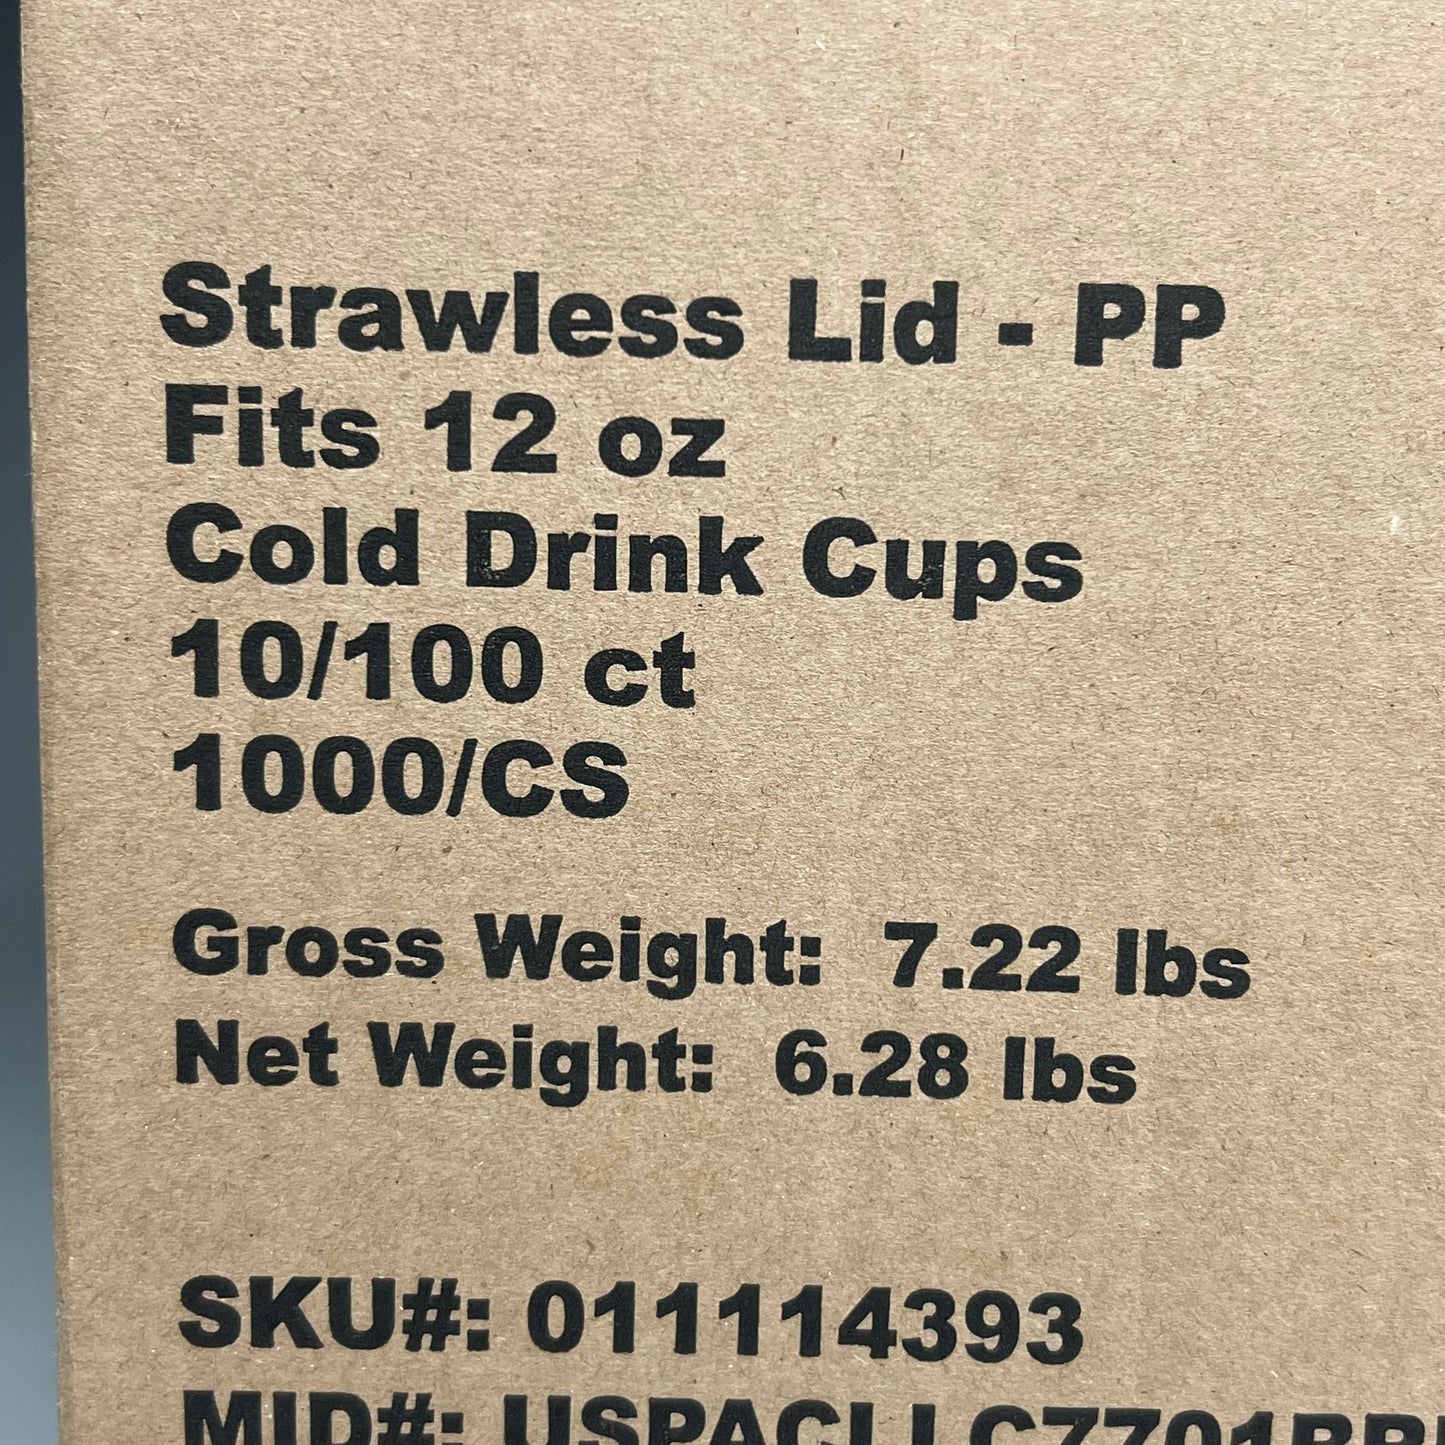 Strawless Lid - PP
Fits 12 oz
Cold Drink Cups
10/100 ct
1000/CS
Gross Weight: 7.22 lbs
Net Weight: 6.28 lbs
SKU#: 011114393
MID#: